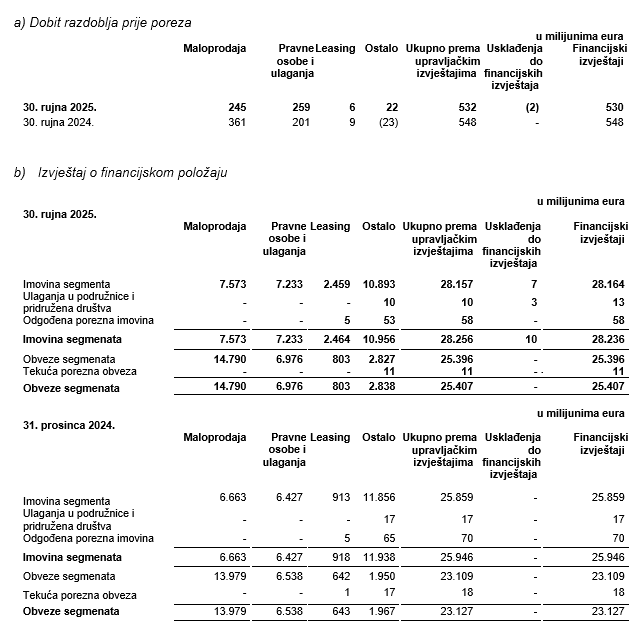 a) Dobit razdoblja prije poreza
u milijunima eura
Maloprodaja Pravne osobe i ulaganja Leasing Ostalo Ukupno prema upravljačkim izvještajima Usklađenja do financijskih izvještaja Financijski izvještaji
30. rujna 2025. 245 259 6 22 532 (2) 530
30. rujna 2024. 361 201 9 (23) 548 - 548
b) Izvještaj o financijskom položaju
u milijunima eura
30. rujna 2025.
Maloprodaja Pravne osobe i ulaganja Leasing Ostalo Ukupno prema upravljačkim izvještajima Usklađenja do financijskih izvještaja Financijski izvještaji
Imovina segmenta 7.573 7.233 2.459 10.893 28.157 7 28.164
Ulaganja u podružnice i
pridružena društva - - - 10 10 3 13
Odgođena porezna imovina 5 53 58 - 58
Imovina segmenata 7.573 7.233 2.464 10.956 28.256 10 28.236
Obveze segmenata 14.790 6.976 803 2.827 25.396 - 25.396
Tekuća porezna obveza - - - 11 11 - - 11
Obveze segmenata 14.790 6.976 803 2.838 25.407 - 25.407
u milijunima eura
31. prosinca 2024.
Maloprodaja Pravne osobe i ulaganja Leasing Ostalo Ukupno prema upravljačkim izvještajima Usklađenja do financijskih izvještaja Financijski izvještaji
Imovina segmenta 6.663 6.427 913 11.856 25.859 - 25.859
Ulaganja u podružnice i
pridružena društva - - - 17 17 - 17
Odgođena porezna imovina - - 5 65 70 - 70
Imovina segmenata 6.663 6.427 918 11.938 25.946 - 25.946
Obveze segmenata 13.979 6.538 642 1.950 23.109 - 23.109
Tekuća porezna obveza - - 1 17 18 - 18
Obveze segmenata 13.979 6.538 643 1.967 23.127 - 23.127